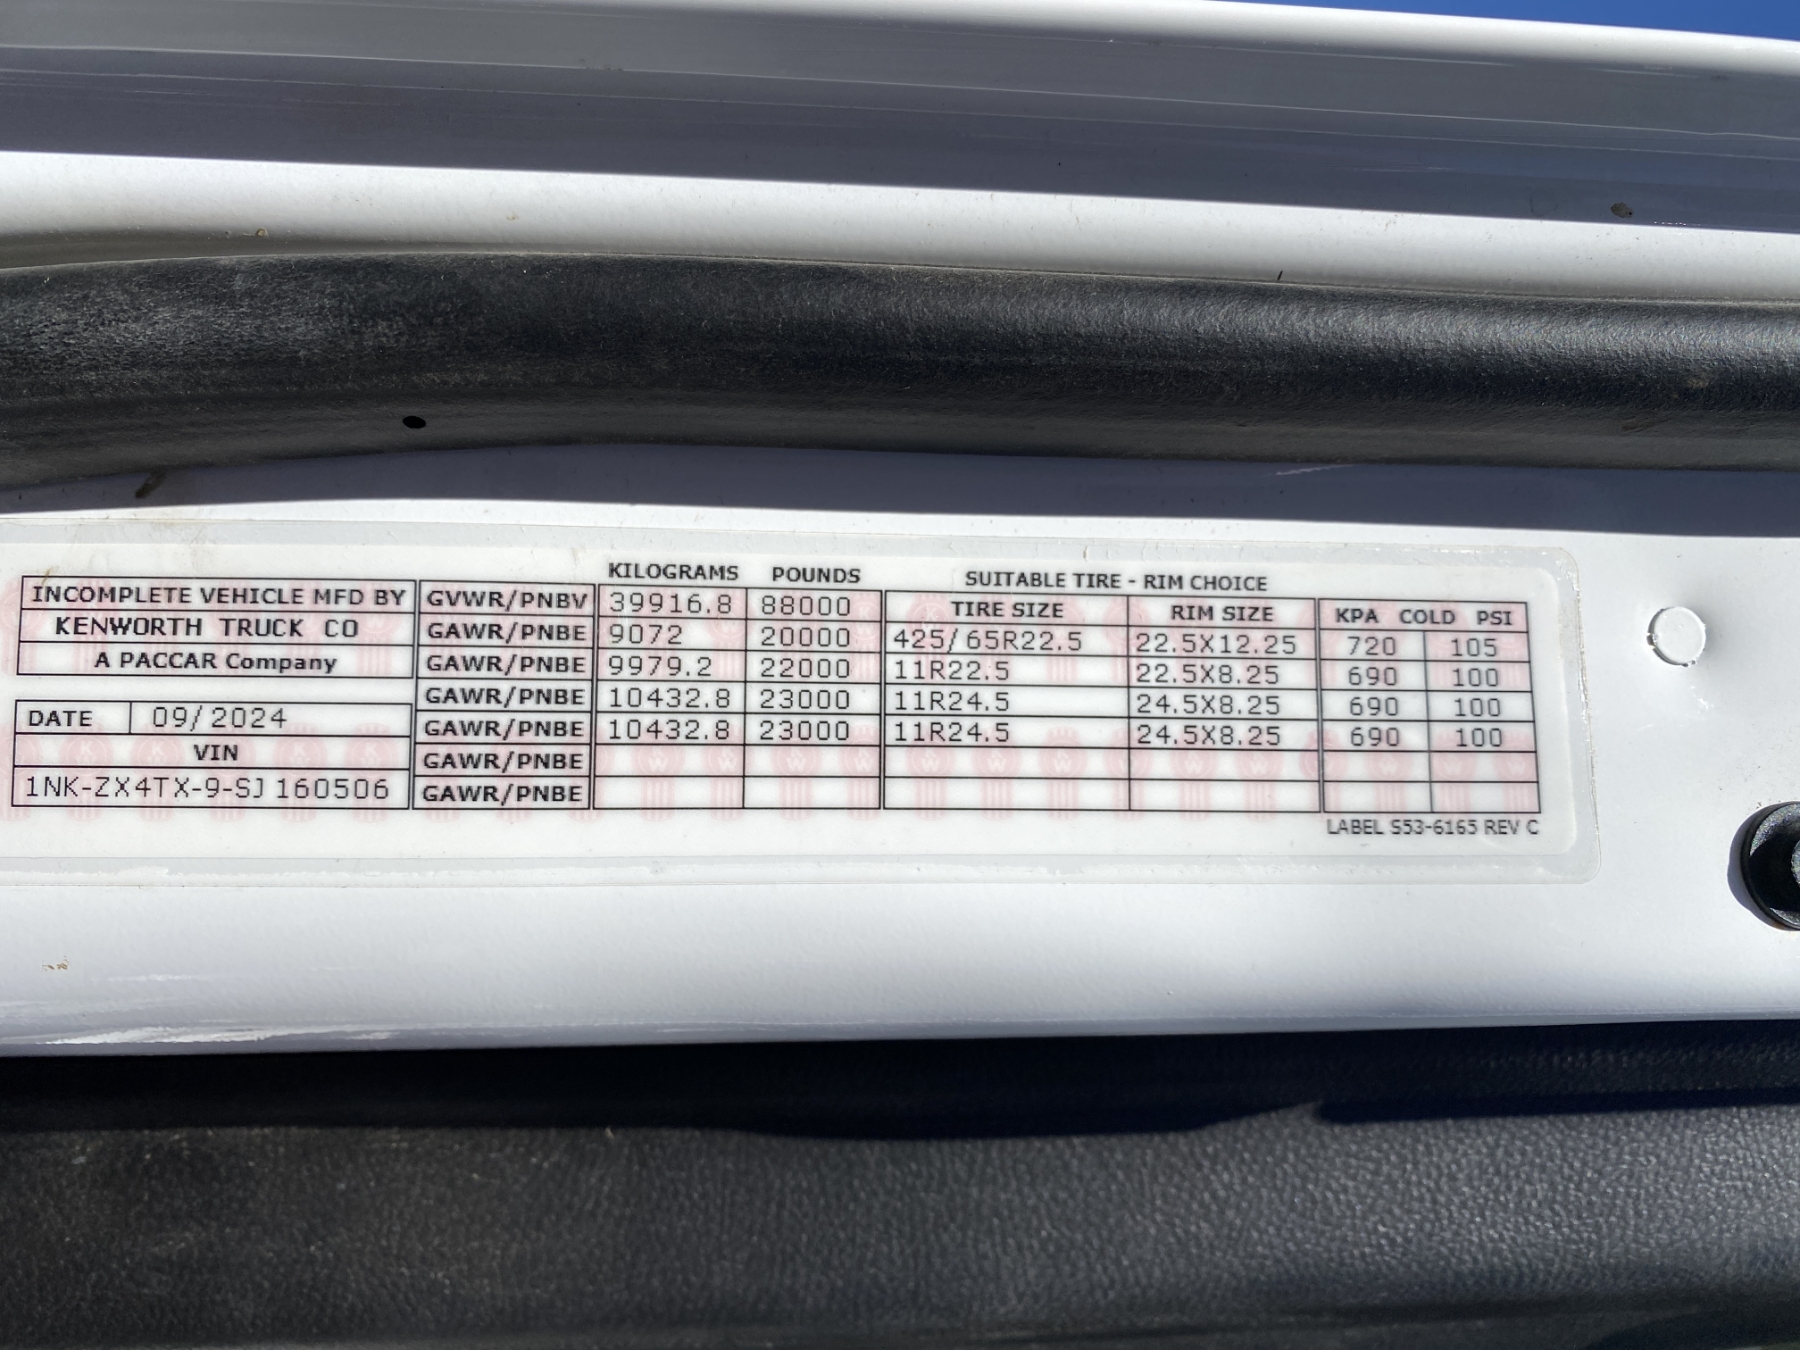 KILOGRAMS POUNDS SUITABLE TIRE - RIM CHOICE
INCOMPLETE VEHICLE MFD BY GVWR/PNBV 39916.8 88000 TIRE SIZE RIM SIZE KPA COLD PSI
KENWORTH TRUCK CO GAWR/PNBE 9072 20000 425/65R22.5 22.5X12.25 720 105
A PACCAR Company GAWR/PNBE 9979.2 22000 11R22.5 22.5X8.25 690 100
GAWR/PNBE 10432.8 23000 11R24.5 24.5X8.25 690 100
DATE 09/2024 GAWR/PNBE 10432.8 23000 11R24.5 24.5X8.25 690 100
VIN GAWR/PNBE
1NK-ZX4TX-9-SJ160506 GAWR/PNBE
LABEL S53-6165 REV C